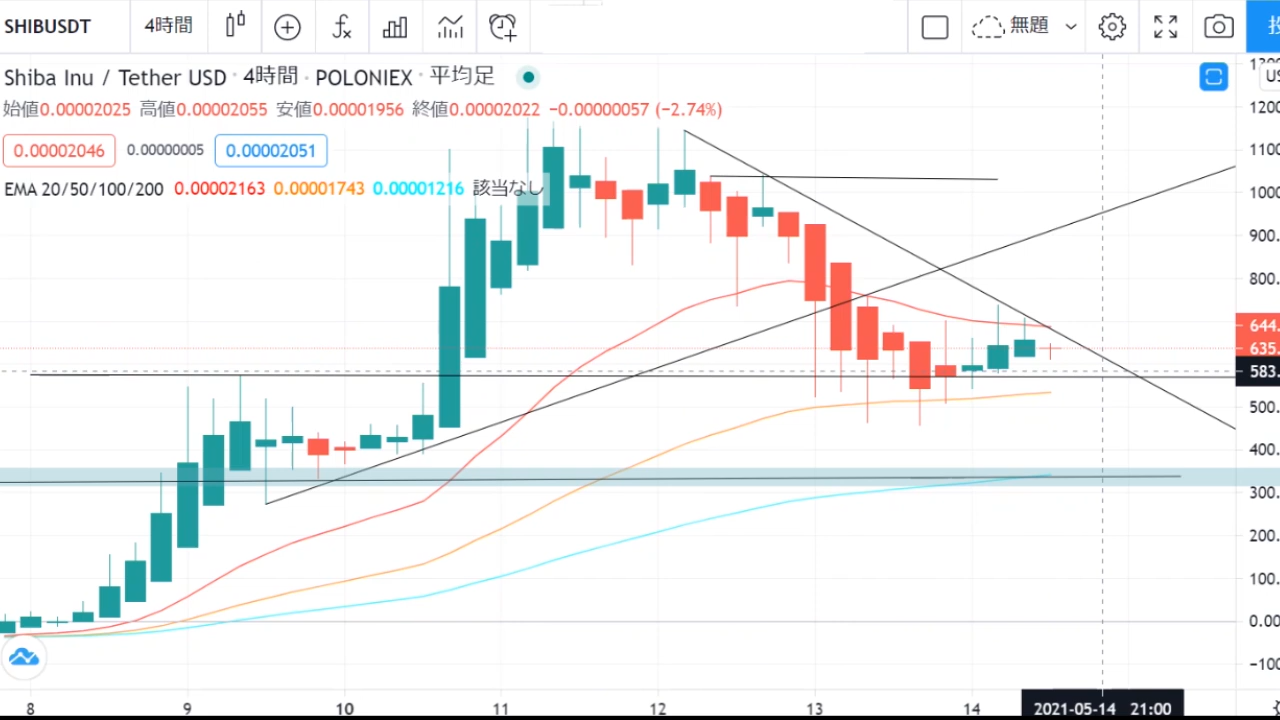 SHIBUSDT 4時間 無題
Shiba Inu / Tether USD · 4時間 · POLONIEX · 平均足
始値0.00002025 高値0.00002055 安値0.00001956 終値0.00002022 −0.00000057 (−2.74%)
0.00002046 0.00000005 0.00002051
EMA 20/50/100/200 0.00002163 0.00001743 0.00001216 該当なし
US
1200
1100
1000
900.
800.
644.
635.
583.
500.
400.
300.
200.
100.
0.00
−100
8 9 10 11 12 13 14 2021-05-14 21:00